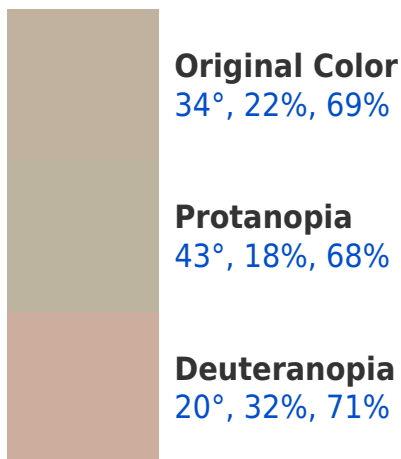 Original Color
34°, 22%, 69%
Protanopia
43°, 18%, 68%
Deuteranopia
20°, 32%, 71%